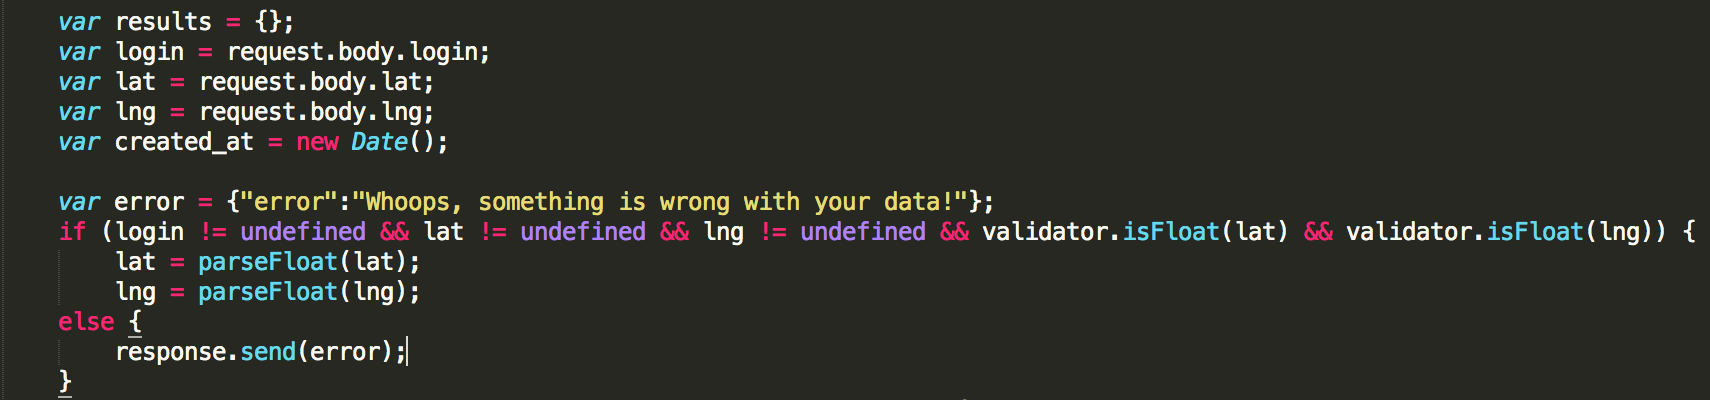 var results = {};
var login = request.body.login;
var lat = request.body.lat;
var lng = request.body.lng;
var created_at = new Date();
var error = {"error":"Whoops, something is wrong with your data!"};
if (login != undefined && lat != undefined && lng != undefined && validator.isFloat(lat) && validator.isFloat(lng)) {
lat = parseFloat(lat);
lng = parseFloat(lng);
else {
response.send(error);
}